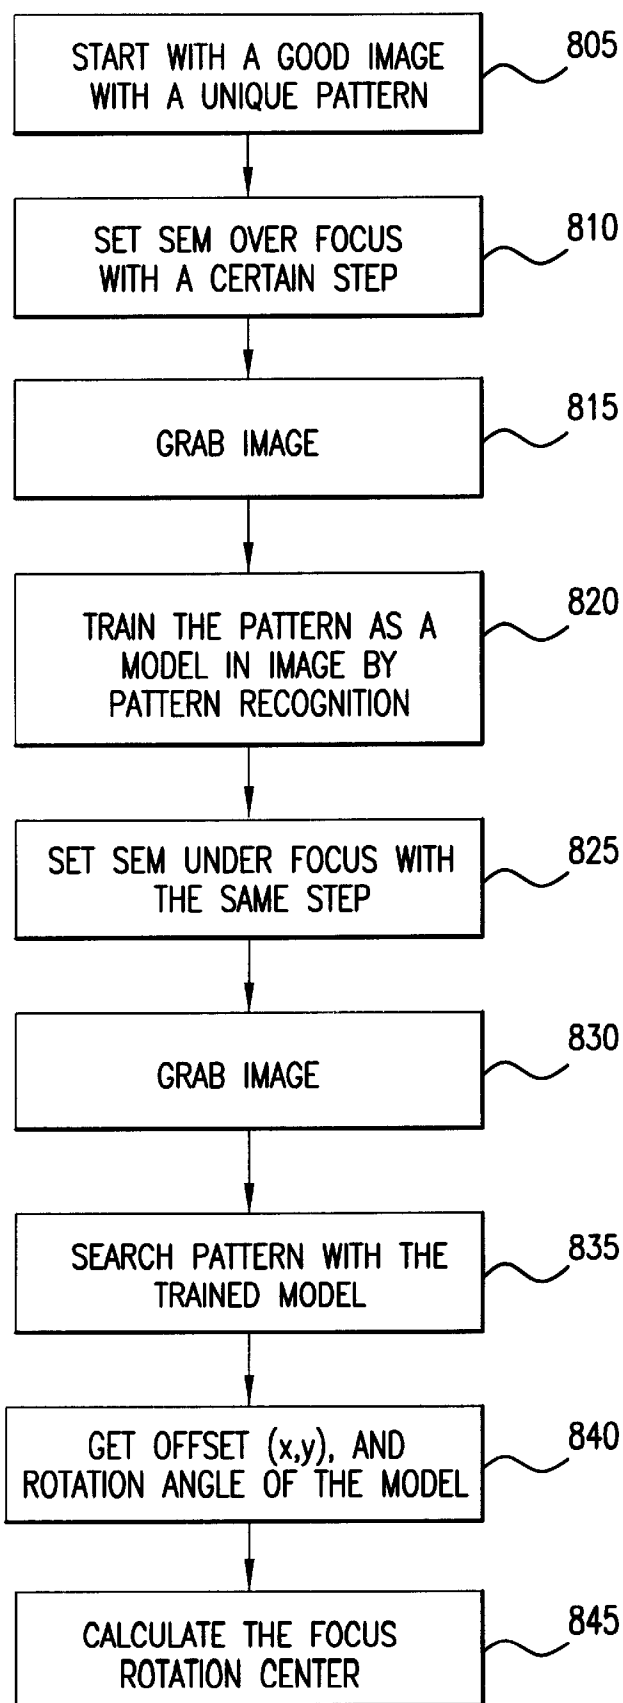 START WITH A GOOD IMAGE
WITH A UNIQUE PATTERN
805
SET SEM OVER FOCUS
WITH A CERTAIN STEP
810
GRAB IMAGE
815
TRAIN THE PATTERN AS A
MODEL IN IMAGE BY
PATTERN RECOGNITION
820
SET SEM UNDER FOCUS WITH
THE SAME STEP
825
GRAB IMAGE
830
SEARCH PATTERN WITH THE
TRAINED MODEL
835
GET OFFSET (x,y), AND
ROTATION ANGLE OF THE MODEL
840
CALCULATE THE FOCUS
ROTATION CENTER
845